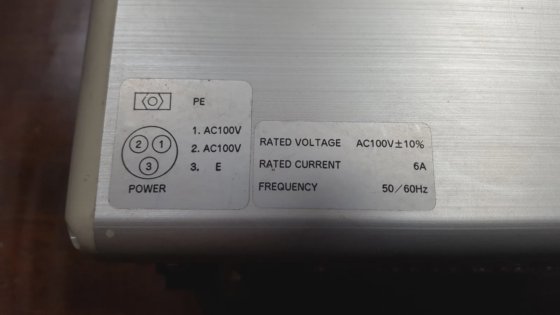 PE
1. AC100V
2. AC100V
3. E
2 1
3
POWER
RATED VOLTAGE AC100V±10%
RATED CURRENT 6A
FREQUENCY 50/60Hz